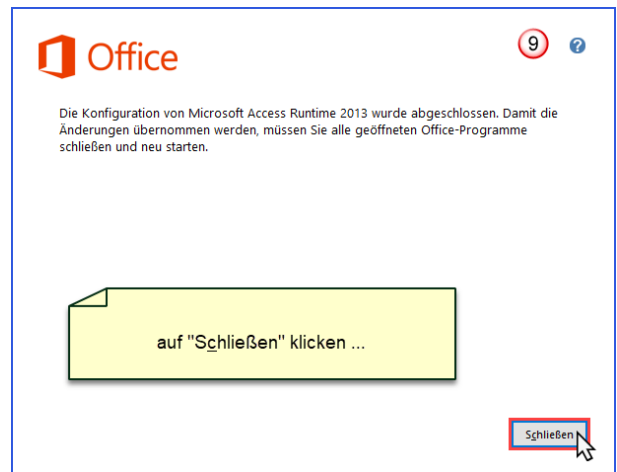 Office
9
?
Die Konfiguration von Microsoft Access Runtime 2013 wurde abgeschlossen. Damit die
Änderungen übernommen werden, müssen Sie alle geöffneten Office-Programme
schließen und neu starten.
auf "Schließen" klicken ...
Schließen